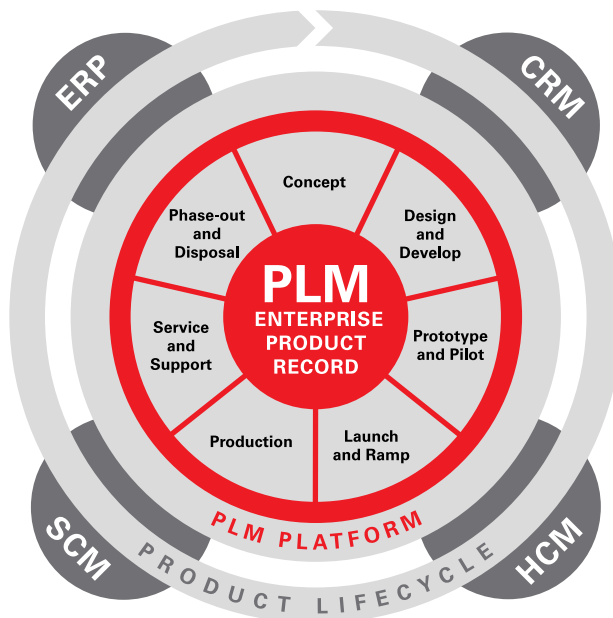 ERP
CRM
Concept
Design
and
Develop
Prototype
and Pilot
Launch
and Ramp
Production
Service
and
Support
Phase-out
and
Disposal
PLM
ENTERPRISE
PRODUCT
RECORD
PLM PLATFORM
PRODUCT LIFECYCLE
SCM
HCM